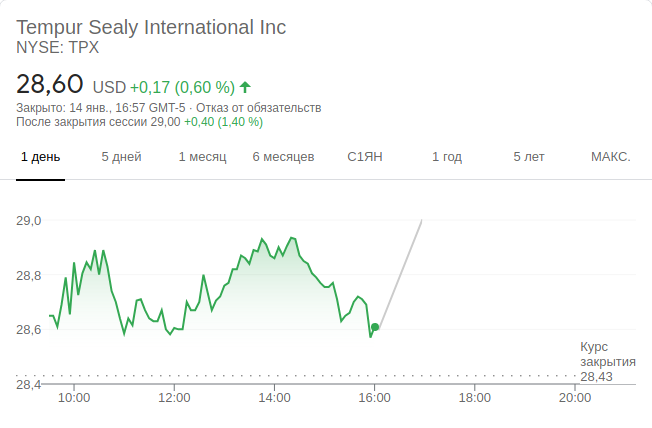 Tempur Sealy International Inc
NYSE: TPX
28,60 USD +0,17 (0,60 %)
Закрыто: 14 янв., 16:57 GMT-5 · Отказ от обязательств
После закрытия сессии 29,00 +0,40 (1,40 %)
1 день 5 дней 1 месяц 6 месяцев С1ЯН 1 год 5 лет МАКС.
29,0
28,8
28,6
Курс
закрытия
28,43
28,4
10:00 12:00 14:00 16:00 18:00 20:00